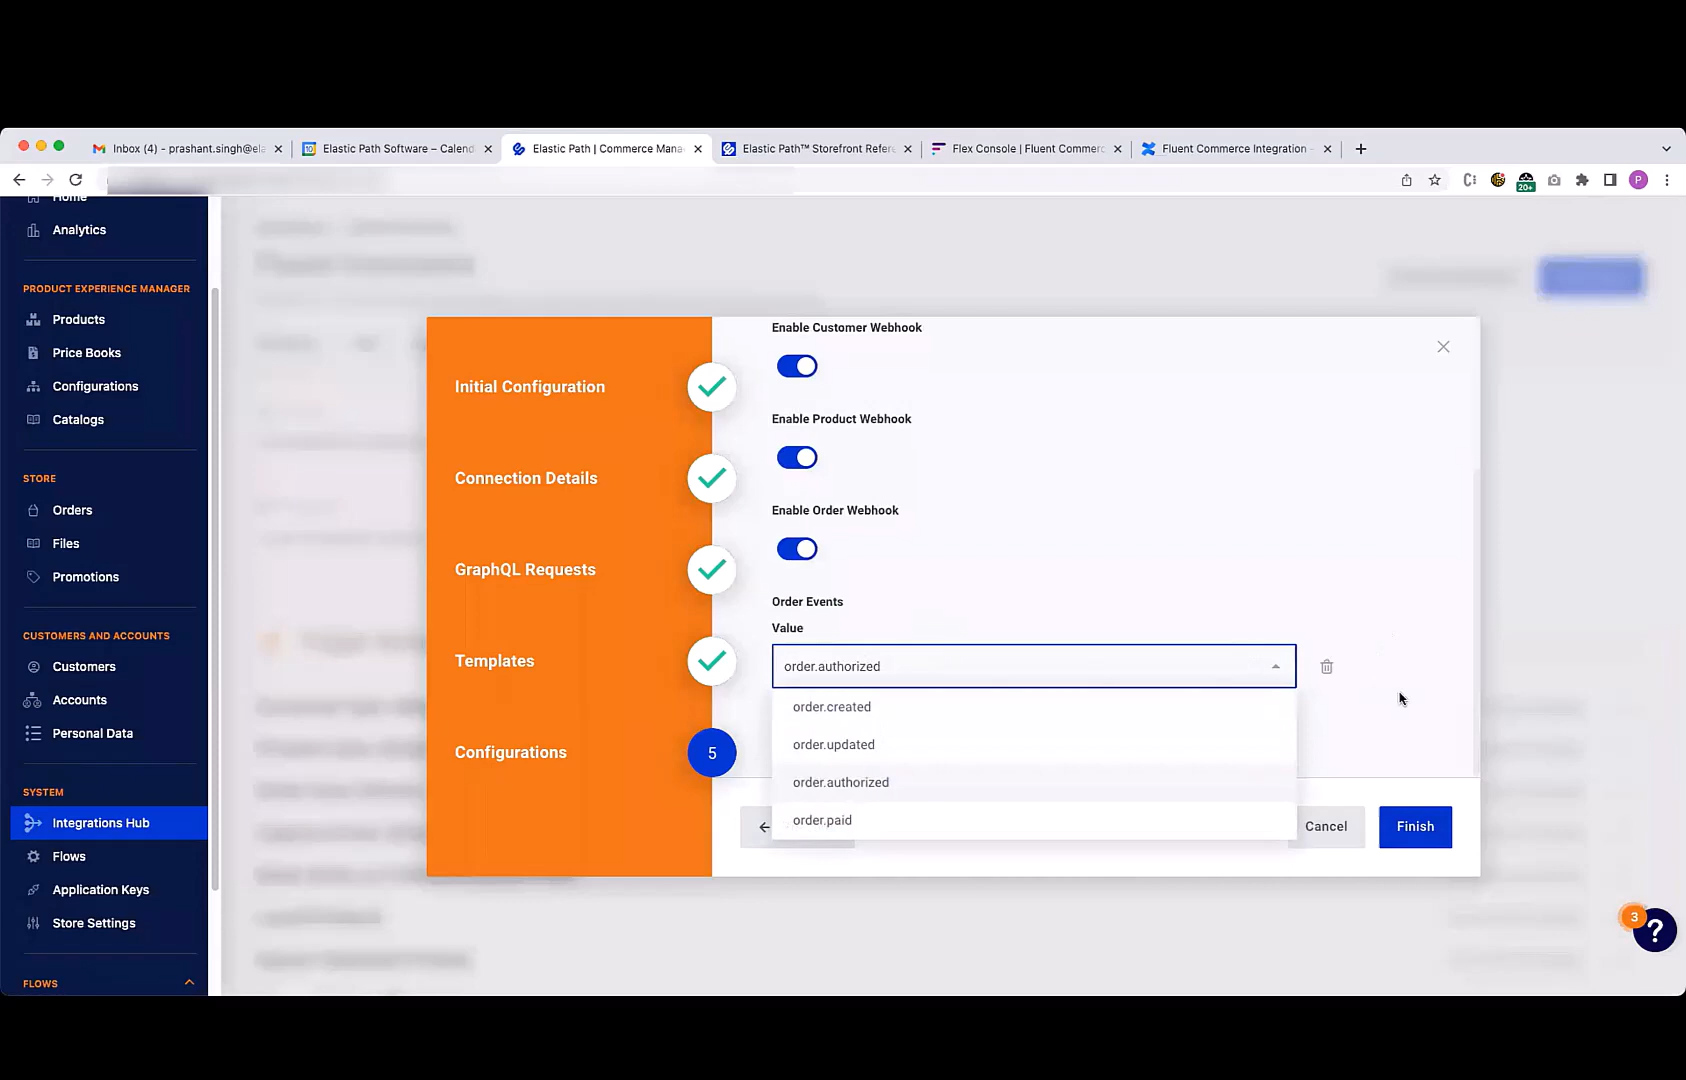 Inbox (4) - prashant.singh@ela
Elastic Path Software – Calend
Elastic Path | Commerce Mana
Elastic Path™ Storefront Refere
Flex Console | Fluent Commerc
Fluent Commerce Integration -
20+
P
Home
Analytics
PRODUCT EXPERIENCE MANAGER
Products
Price Books
Configurations
Catalogs
STORE
Orders
Files
Promotions
CUSTOMERS AND ACCOUNTS
Customers
Accounts
Personal Data
SYSTEM
Integrations Hub
Flows
Application Keys
Store Settings
FLOWS
Initial Configuration
Connection Details
GraphQL Requests
Templates
Configurations
5
Enable Customer Webhook
Enable Product Webhook
Enable Order Webhook
Order Events
Value
order.authorized
order.created
order.updated
order.authorized
order.paid
Cancel
Finish
3
?